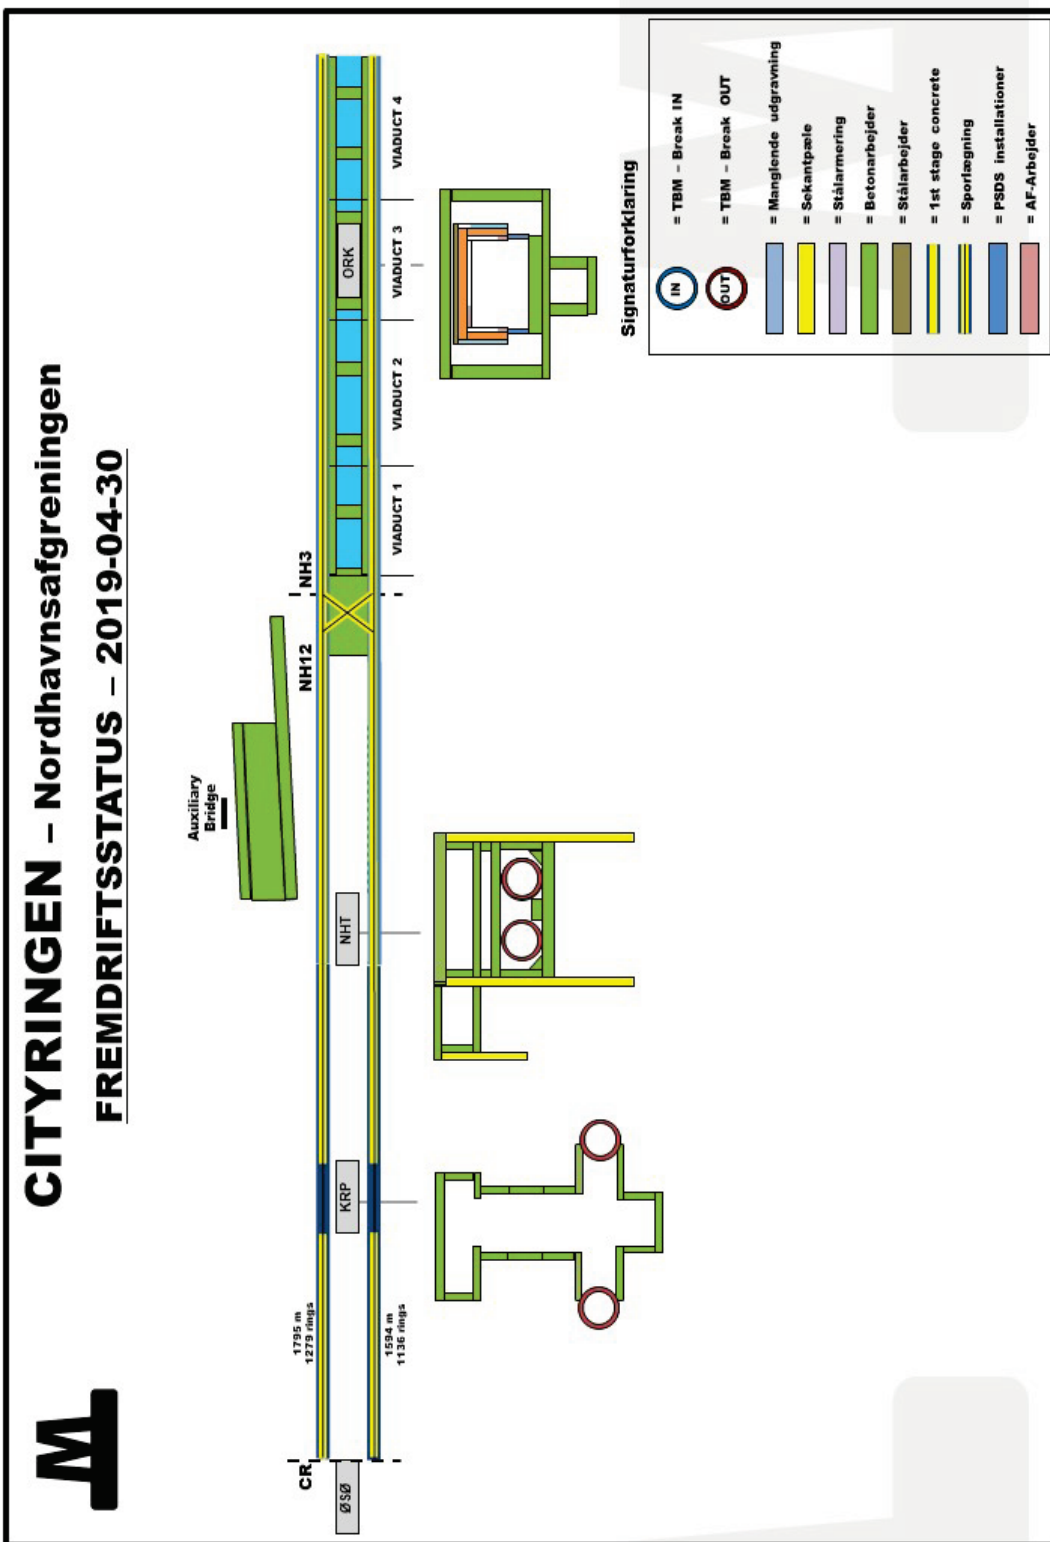 CITYRINGEN – Nordhavnsafgreningen
FREMDRIFTSSTATUS – 2019-04-30
M
Auxiliary
Bridge
CR
NH12
NH3
1795 m
1279 rings
ØSØ
KRP
NHT
ORK
1594 m
1136 rings
VIADUCT 1
VIADUCT 2
VIADUCT 3
VIADUCT 4
Signaturforklaring
IN = TBM – Break IN
OUT = TBM – Break OUT
= Manglende udgravning
= Sekantpæle
= Stålarmering
= Betonarbejder
= Stålarbejder
= 1st stage concrete
= Sporlægning
= PSDS installationer
= AF-Arbejder